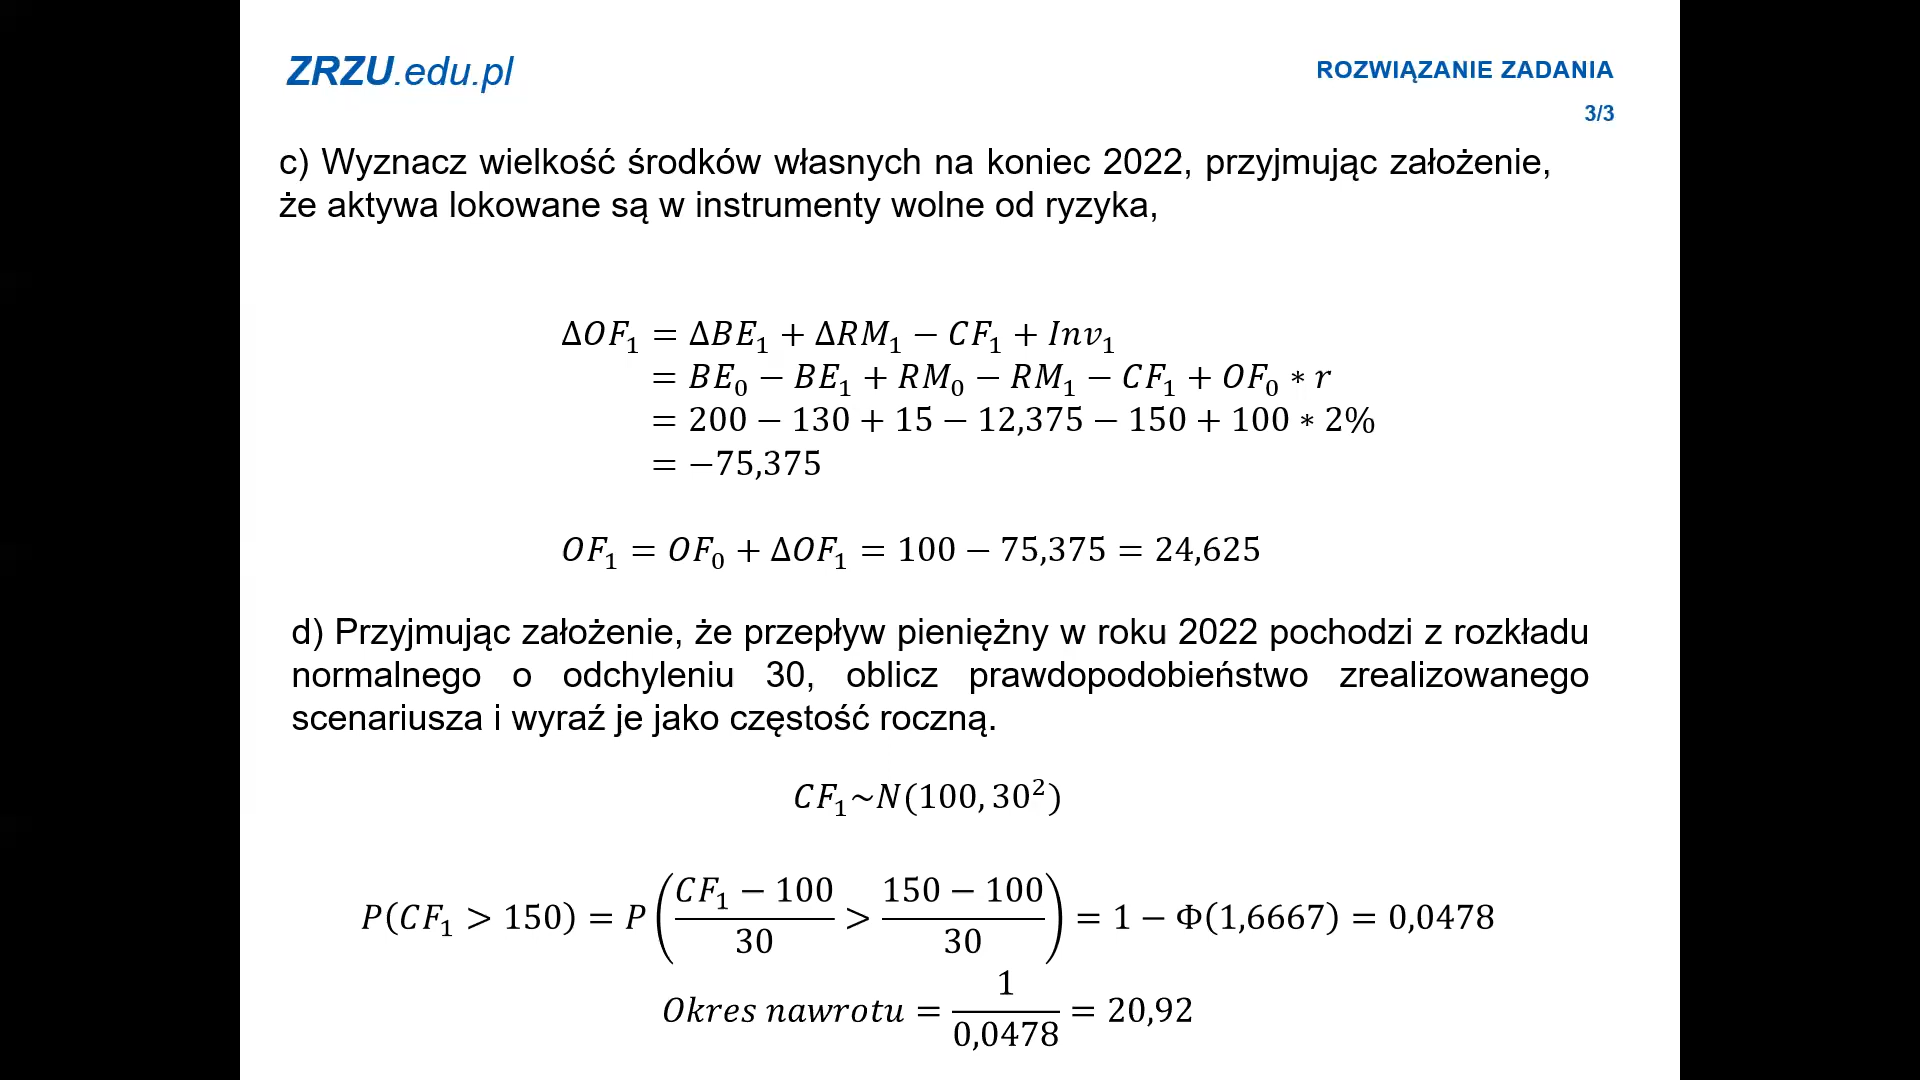 ZRZU.edu.pl
ROZWIĄZANIE ZADANIA
3/3
c) Wyznacz wielkość środków własnych na koniec 2022, przyjmując założenie,
że aktywa lokowane są w instrumenty wolne od ryzyka,
ΔOF₁ = ΔBE₁ + ΔRM₁ − CF₁ + Inv₁
= BE₀ − BE₁ + RM₀ − RM₁ − CF₁ + OF₀ ∗ r
= 200 − 130 + 15 − 12,375 − 150 + 100 ∗ 2%
= −75,375
OF₁ = OF₀ + ΔOF₁ = 100 − 75,375 = 24,625
d) Przyjmując założenie, że przepływ pieniężny w roku 2022 pochodzi z rozkładu
normalnego o odchyleniu 30, oblicz prawdopodobieństwo zrealizowanego
scenariusza i wyraź je jako częstość roczną.
CF₁~N(100, 30²)
P(CF₁ > 150) = P((CF₁ − 100)/30 > (150 − 100)/30) = 1 − Φ(1,6667) = 0,0478
Okres nawrotu = 1/0,0478 = 20,92